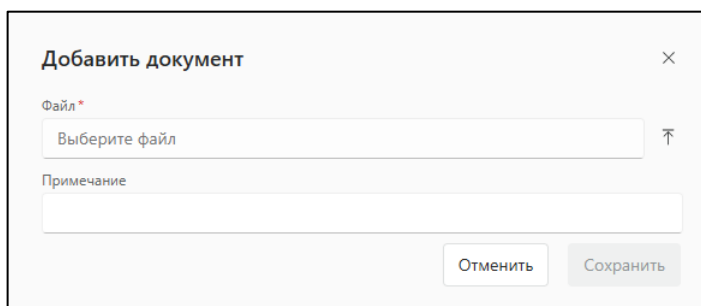 Добавить документ
Файл *
Выберите файл
Примечание
Отменить Сохранить